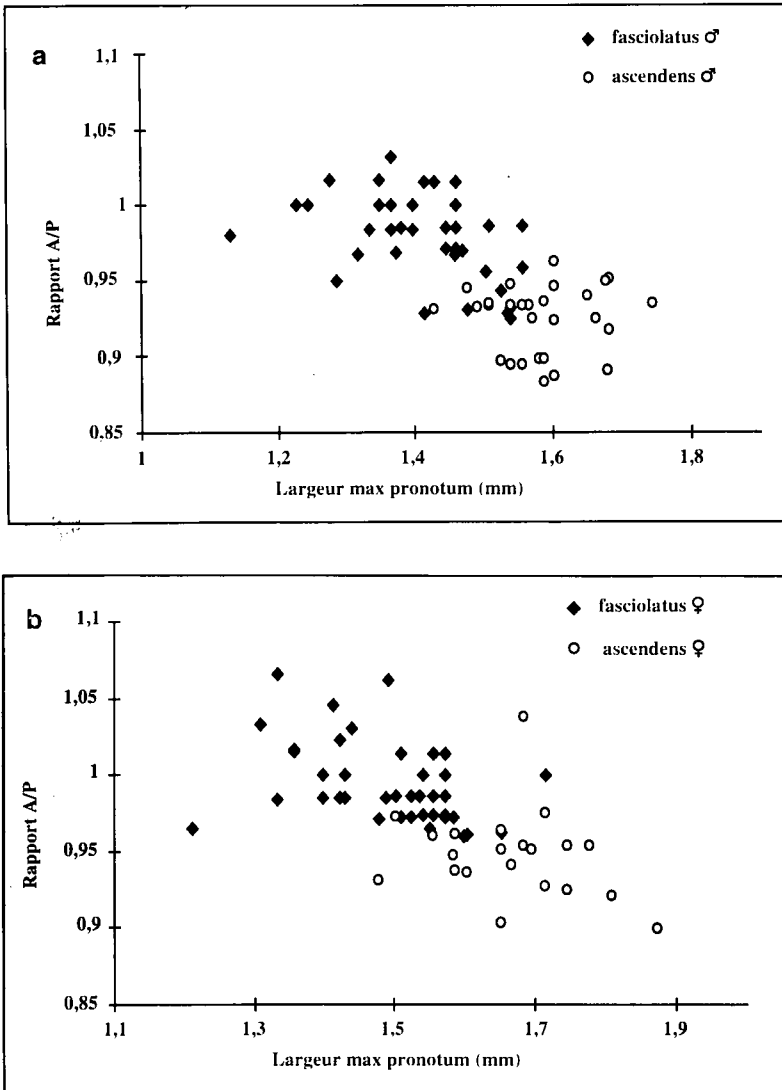 a
fasciolatus ♂
ascendens ♂
1,1
1,05
1
0,95
0,9
0,85
Rapport A/P
1 1,2 1,4 1,6 1,8
Largeur max pronotum (mm)
b
fasciolatus ♀
ascendens ♀
1,1
1,05
1
0,95
0,9
0,85
Rapport A/P
1,1 1,3 1,5 1,7 1,9
Largeur max pronotum (mm)